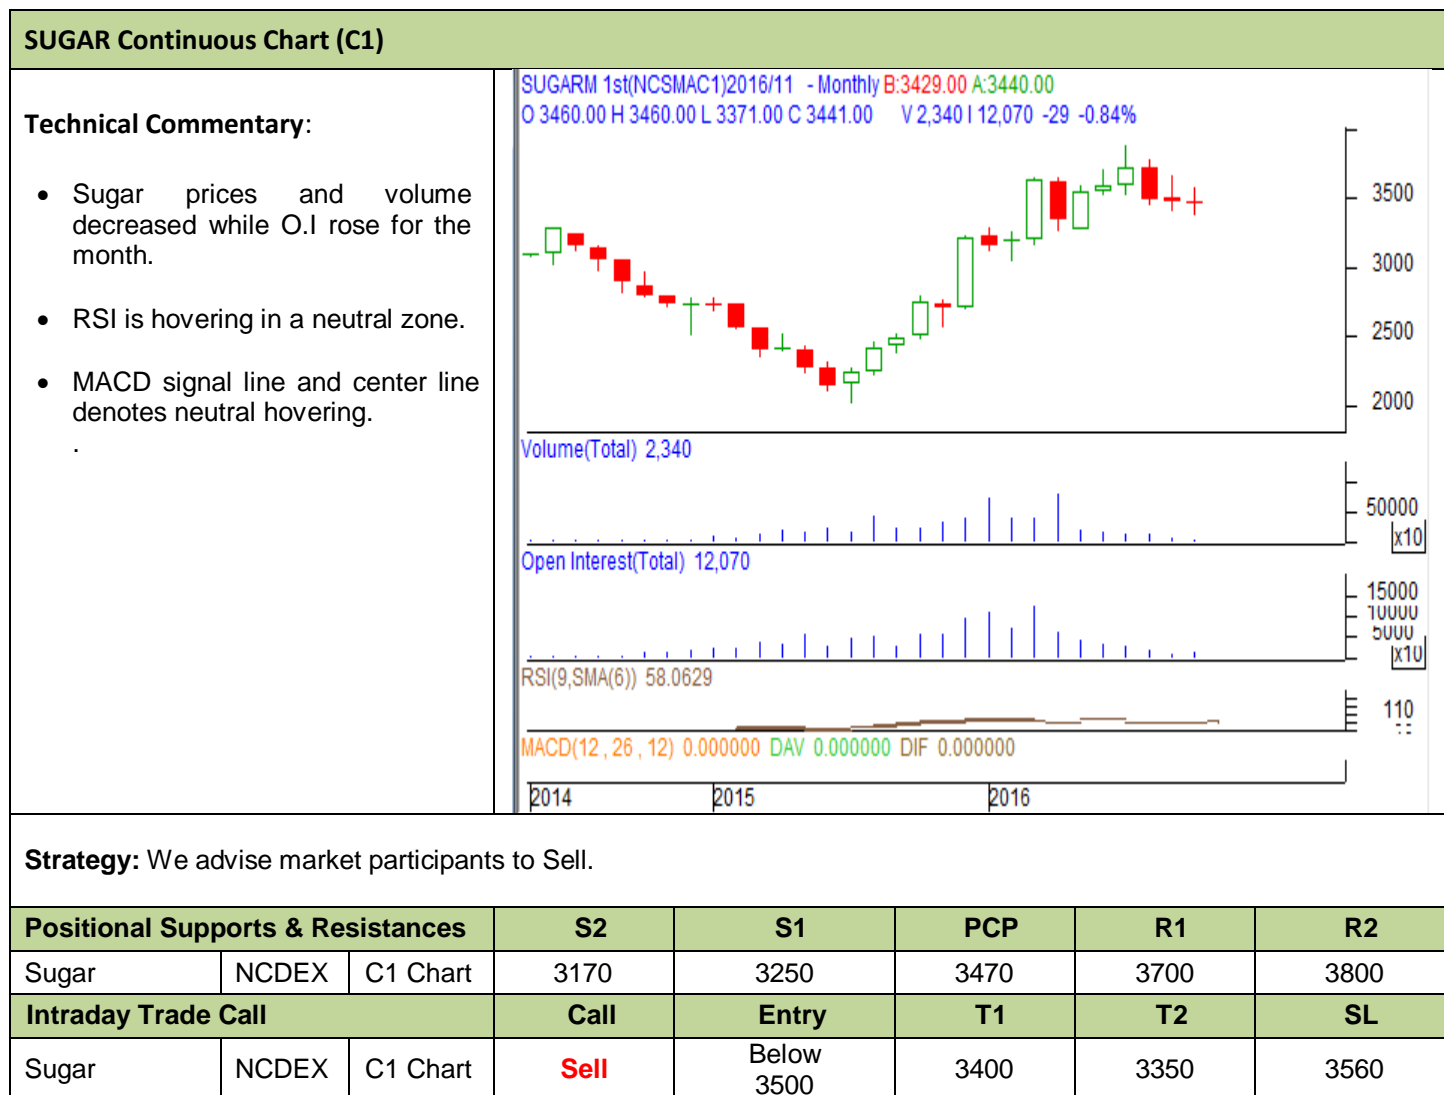 SUGAR Continuous Chart (C1)
Technical Commentary:
• Sugar prices and volume
decreased while O.I rose for the
month.
• RSI is hovering in a neutral zone.
• MACD signal line and center line
denotes neutral hovering.
.
SUGARM 1st(NCSMAC1)2016/11 - Monthly B:3429.00 A:3440.00
O 3460.00 H 3460.00 L 3371.00 C 3441.00 V 2,340 I 12,070 -29 -0.84%
3500
3000
2500
2000
Volume(Total) 2,340
50000
x10
Open Interest(Total) 12,070
15000
10000
5000
x10
RSI(9,SMA(6)) 58.0629
110
MACD(12 , 26 , 12) 0.000000 DAV 0.000000 DIF 0.000000
2014 2015 2016
Strategy: We advise market participants to Sell.
Positional Supports & Resistances S2 S1 PCP R1 R2
Sugar NCDEX C1 Chart 3170 3250 3470 3700 3800
Intraday Trade Call Call Entry T1 T2 SL
Sugar NCDEX C1 Chart Sell Below 3400 3350 3560
3500